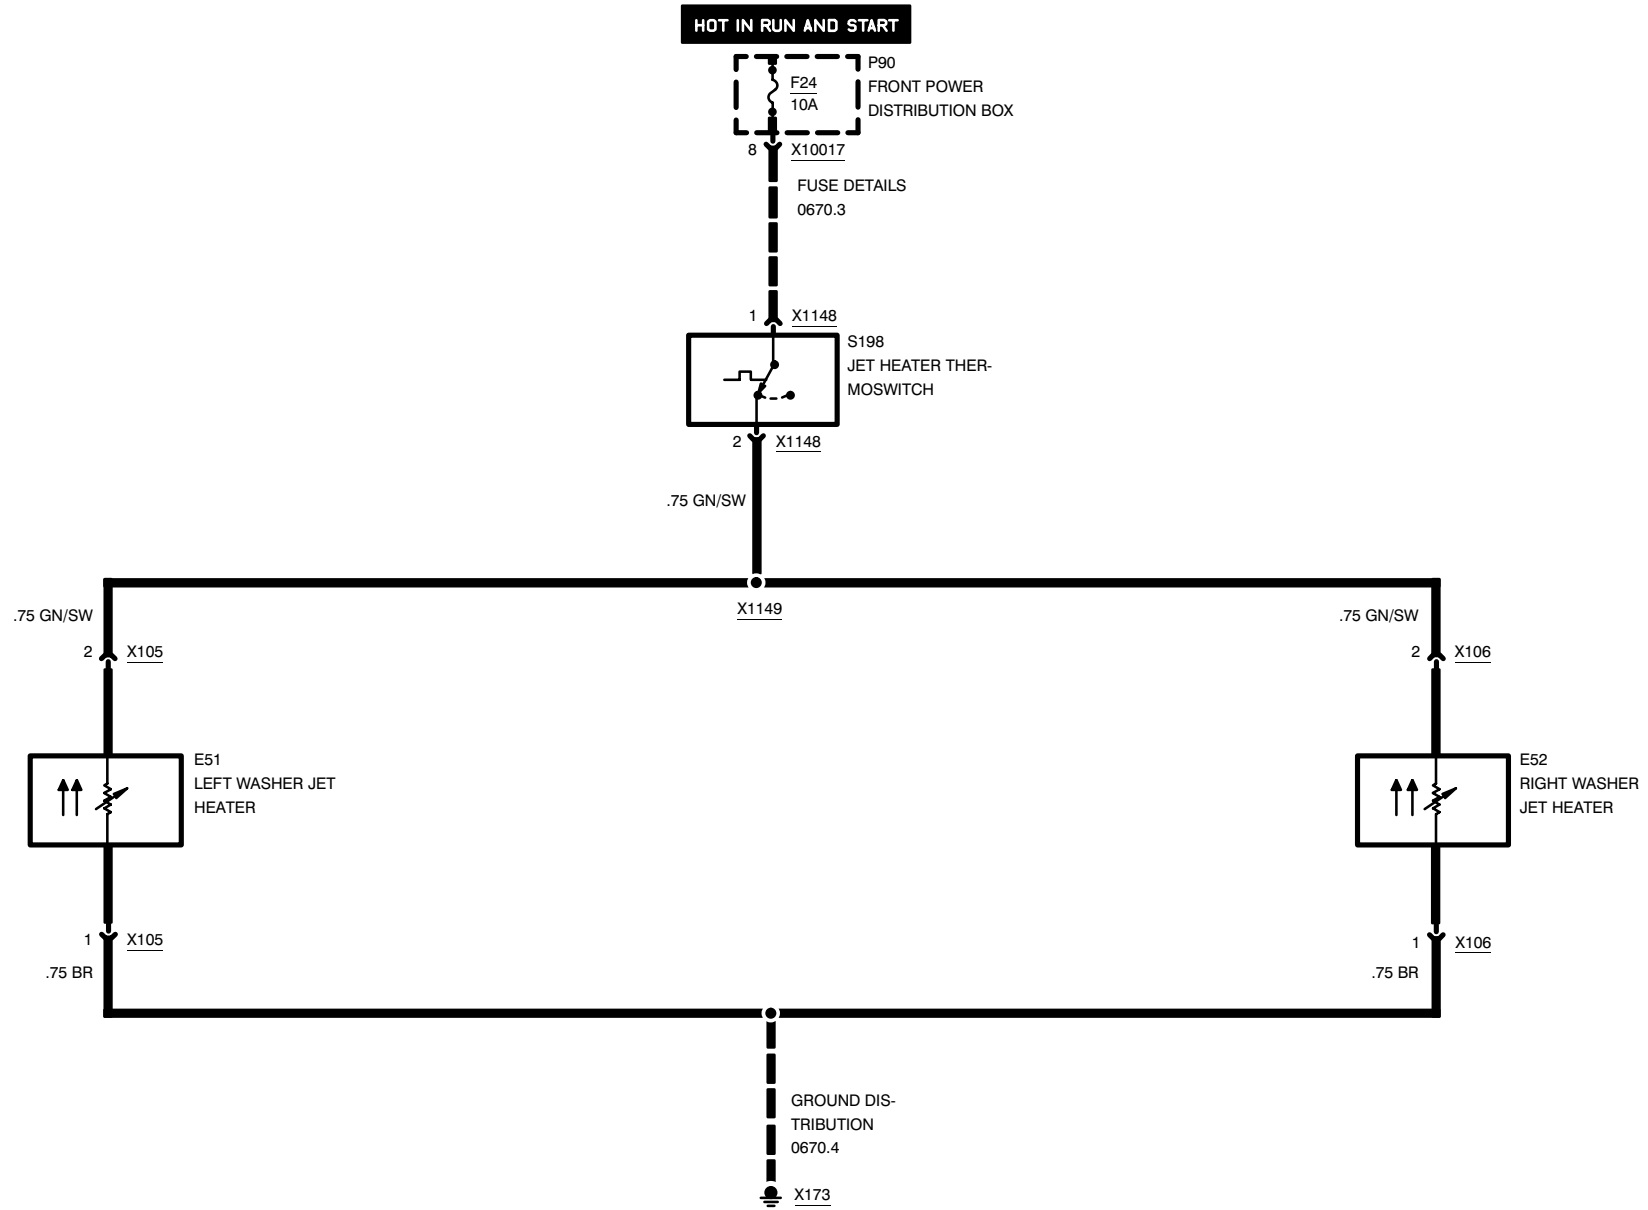 HOT IN RUN AND START
P90
FRONT POWER
DISTRIBUTION BOX
F24
10A
8 X10017
FUSE DETAILS
0670.3
1 X1148
S198
JET HEATER THER-
MOSWITCH
2 X1148
.75 GN/SW
X1149
.75 GN/SW
.75 GN/SW
2 X105
2 X106
E51
LEFT WASHER JET
HEATER
E52
RIGHT WASHER
JET HEATER
1 X105
1 X106
.75 BR
.75 BR
GROUND DIS-
TRIBUTION
0670.4
X173